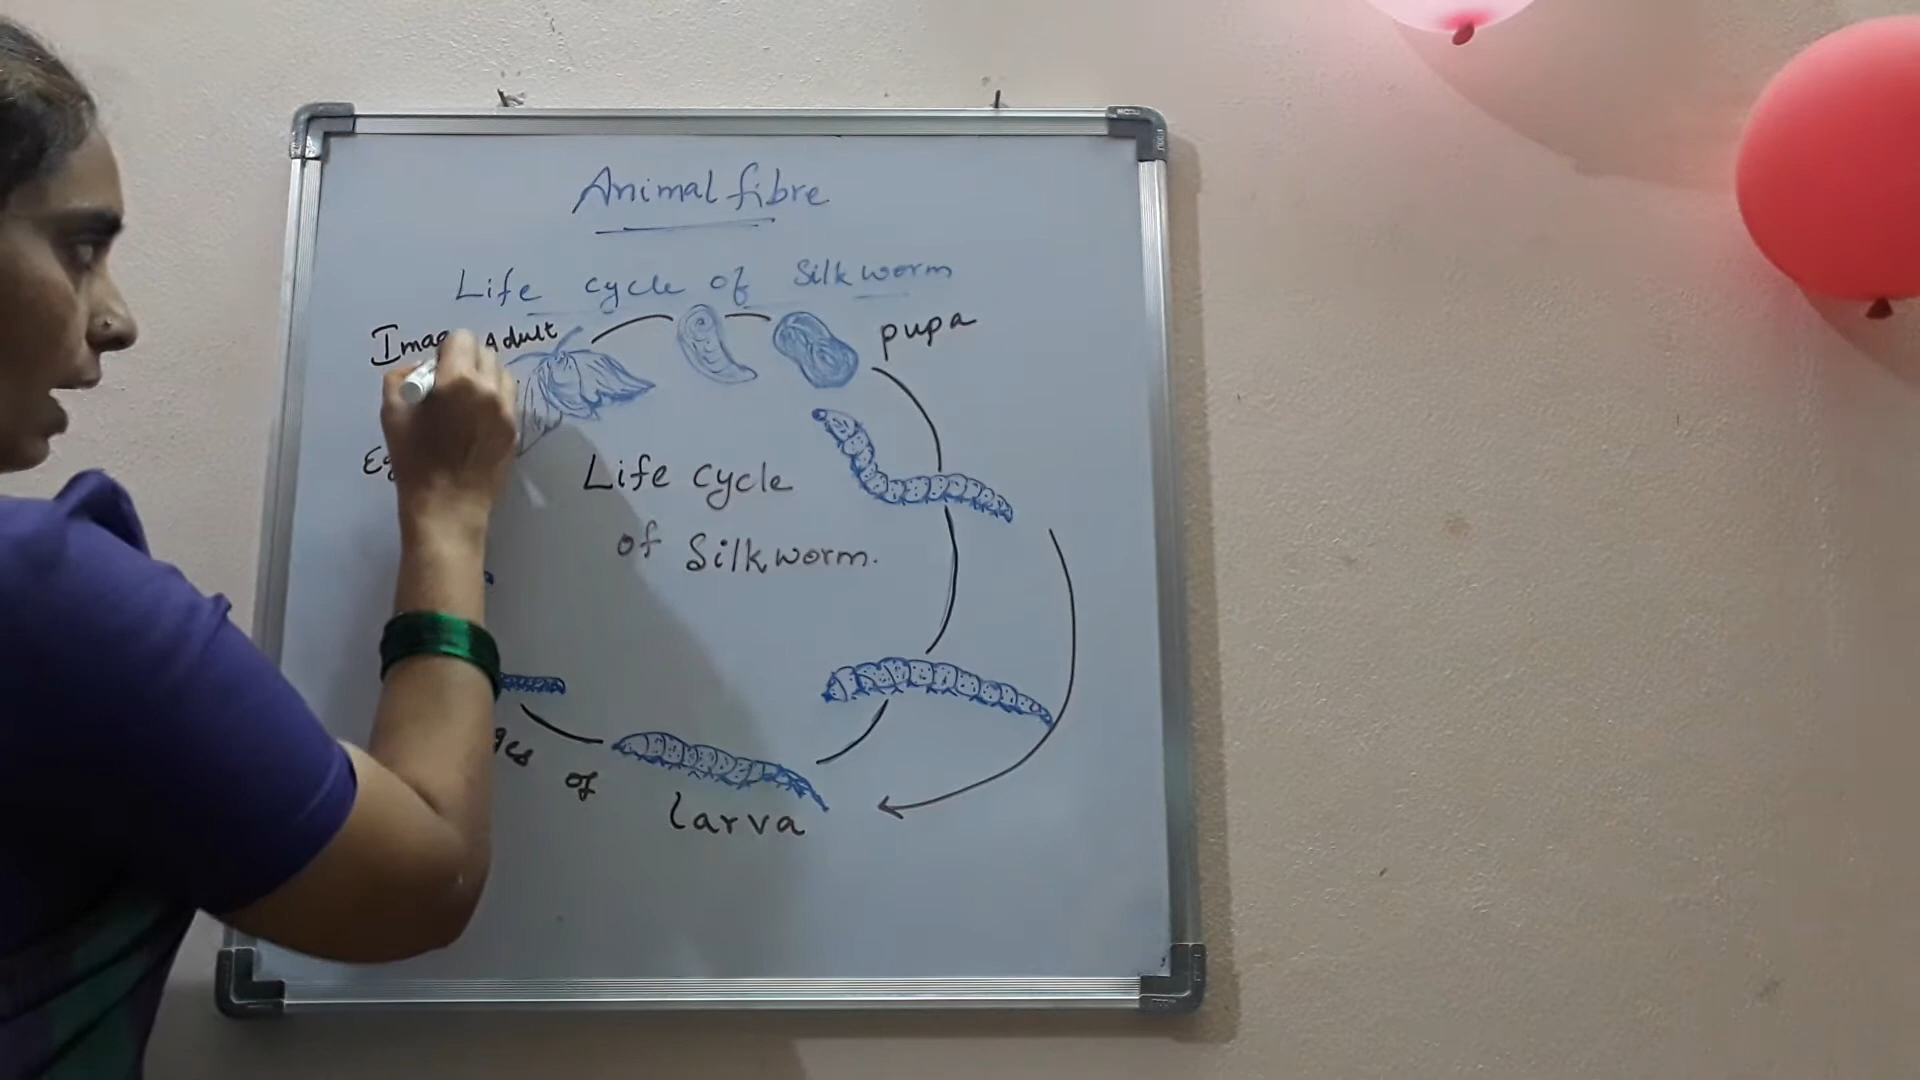 Animal fibre
Life cycle of Silkworm
Adult
pupa
Life cycle
of Silkworm.
of
larva